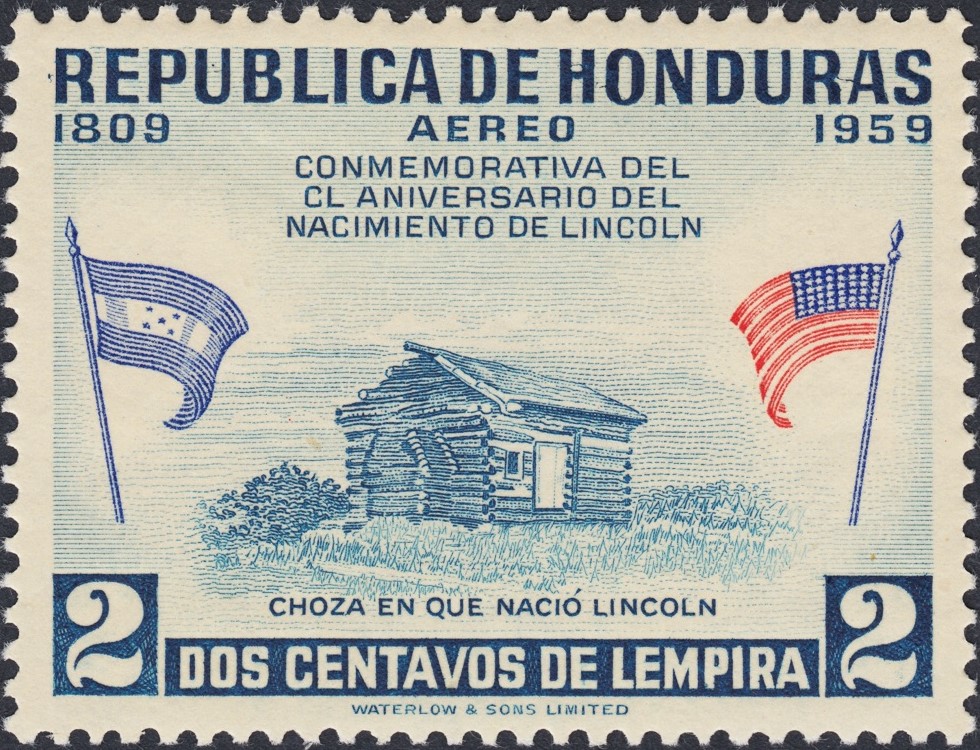 REPUBLICA DE HONDURAS
1809 AEREO 1959
CONMEMORATIVA DEL
CL ANIVERSARIO DEL
NACIMIENTO DE LINCOLN
CHOZA EN QUE NACIÓ LINCOLN
2 DOS CENTAVOS DE LEMPIRA 2
WATERLOW & SONS LIMITED